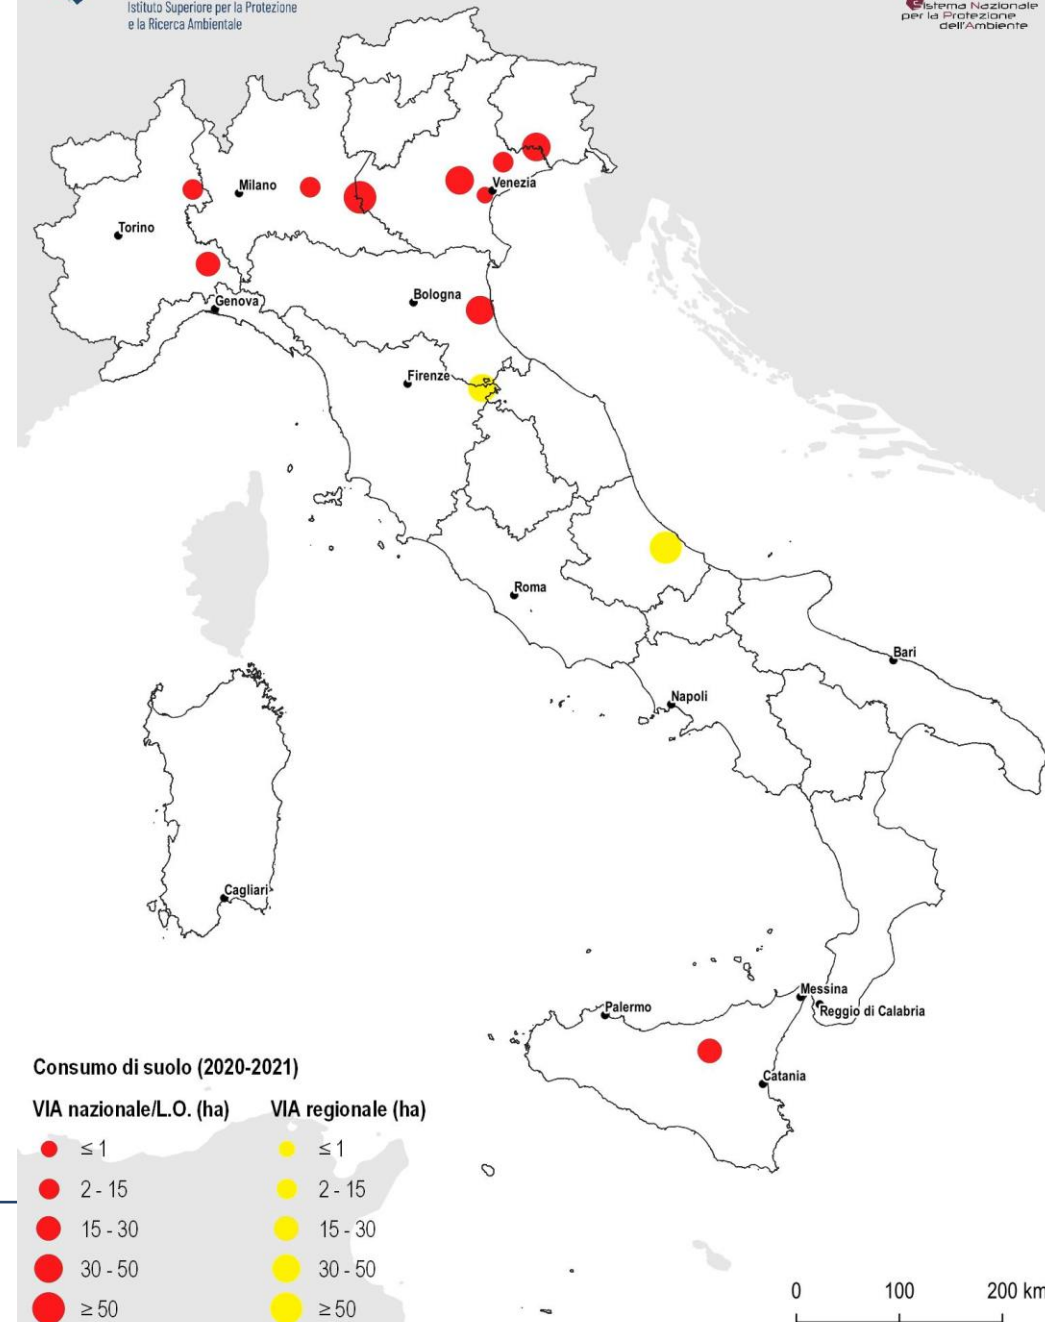 Istituto Superiore per la Protezione
e la Ricerca Ambientale
Sistema Nazionale
per la Protezione
dell'Ambiente
Milano
Venezia
Torino
Bologna
Genova
Firenze
Roma
Bari
Napoli
Cagliari
Messina
Palermo
Reggio di Calabria
Catania
Consumo di suolo (2020-2021)
VIA nazionale/L.O. (ha) VIA regionale (ha)
≤ 1 ≤ 1
2 - 15 2 - 15
15 - 30 15 - 30
30 - 50 30 - 50
≥ 50 ≥ 50
0 100 200 km